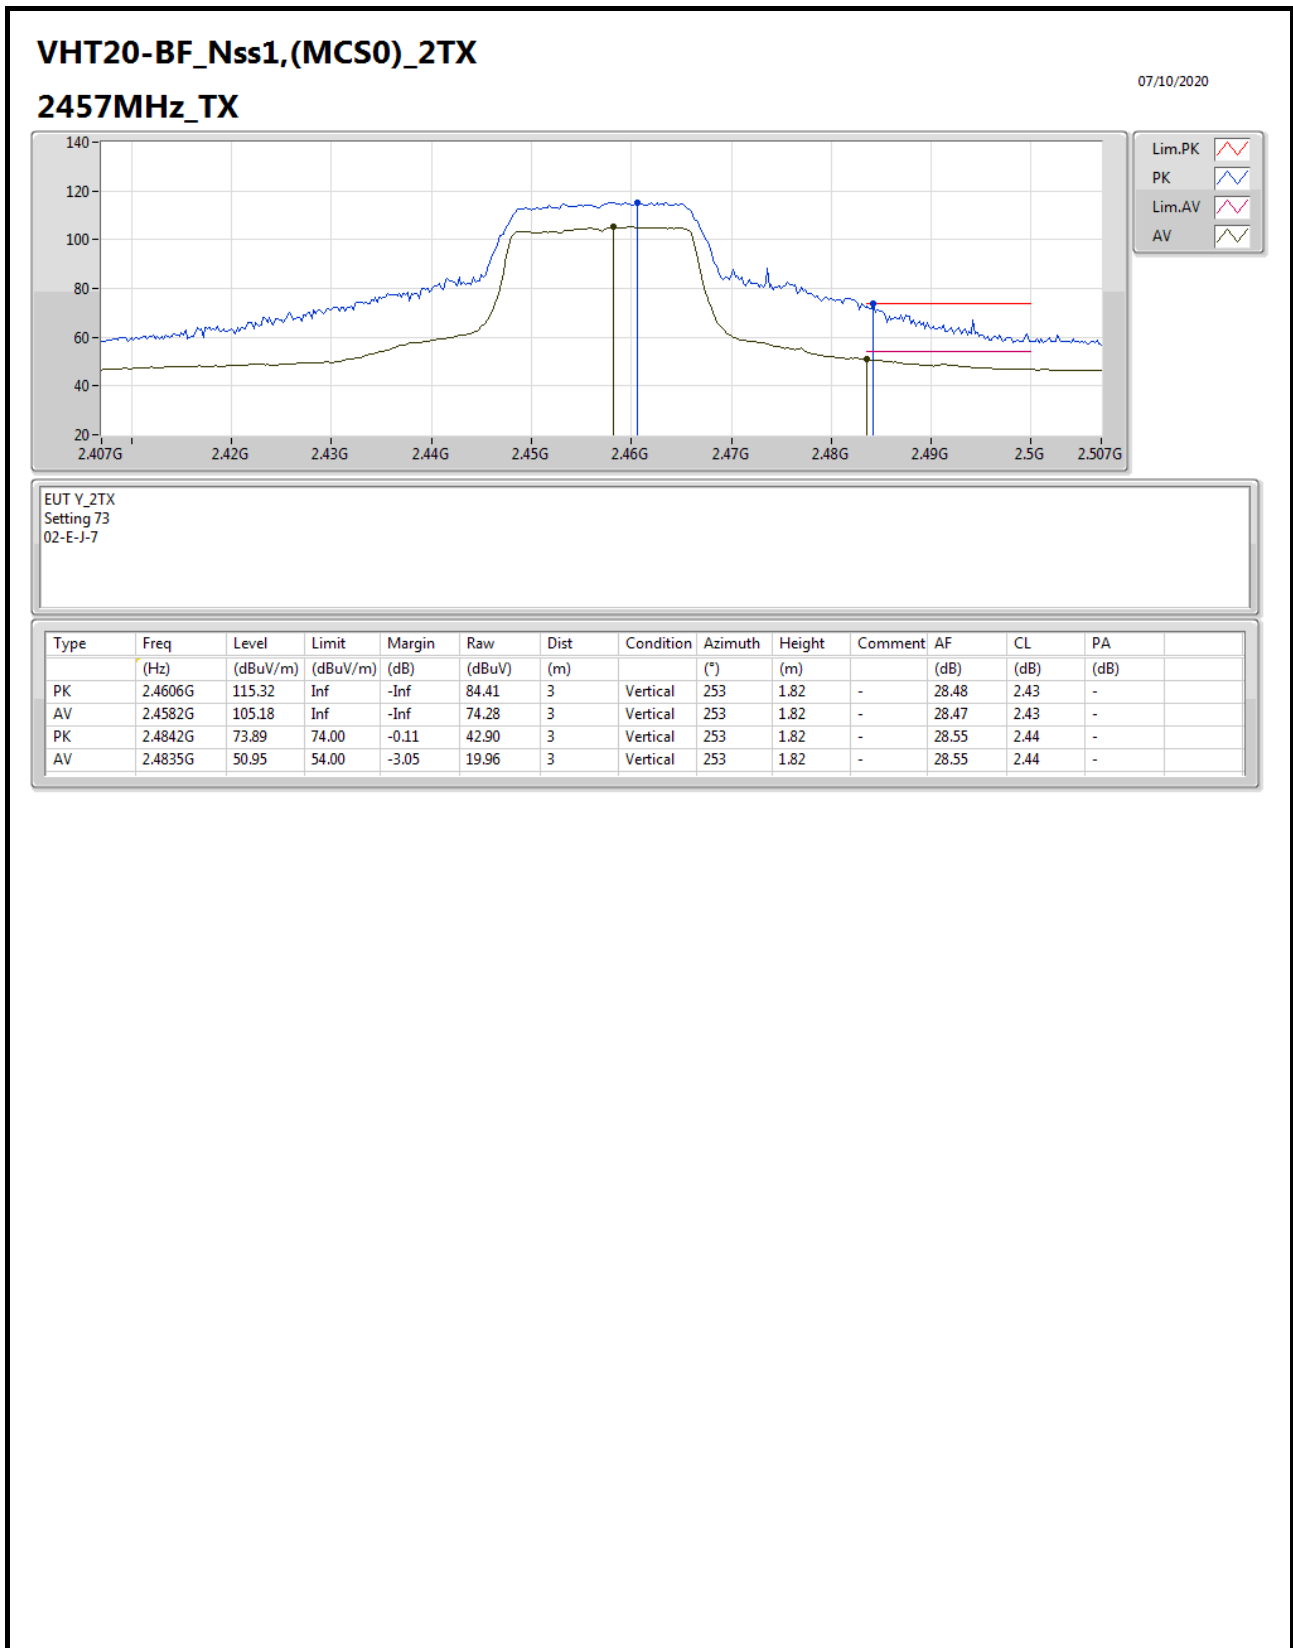 VHT20-BF_Nss1,(MCS0)_2TX
07/10/2020
2457MHz_TX
140
120
100
80
60
40
20
2.407G 2.42G 2.43G 2.44G 2.45G 2.46G 2.47G 2.48G 2.49G 2.5G 2.507G
Lim.PK
PK
Lim.AV
AV
EUT Y_2TX
Setting 73
02-E-J-7
Type Freq Level Limit Margin Raw Dist Condition Azimuth Height Comment AF CL PA
(Hz) (dBuV/m) (dBuV/m) (dB) (dBuV) (m) (°) (m) (dB) (dB) (dB)
PK 2.4606G 115.32 Inf -Inf 84.41 3 Vertical 253 1.82 - 28.48 2.43 -
AV 2.4582G 105.18 Inf -Inf 74.28 3 Vertical 253 1.82 - 28.47 2.43 -
PK 2.4842G 73.89 74.00 -0.11 42.90 3 Vertical 253 1.82 - 28.55 2.44 -
AV 2.4835G 50.95 54.00 -3.05 19.96 3 Vertical 253 1.82 - 28.55 2.44 -